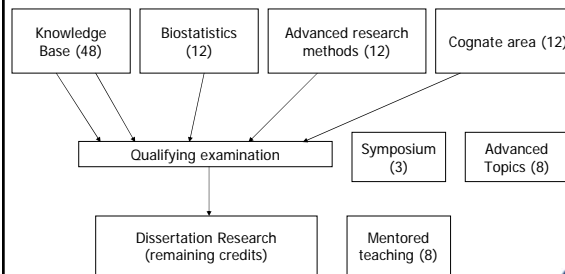 Knowledge
Base (48)
Biostatistics
(12)
Advanced research
methods (12)
Cognate area (12)
Qualifying examination
Symposium
(3)
Advanced
Topics (8)
Dissertation Research
(remaining credits)
Mentored
teaching (8)